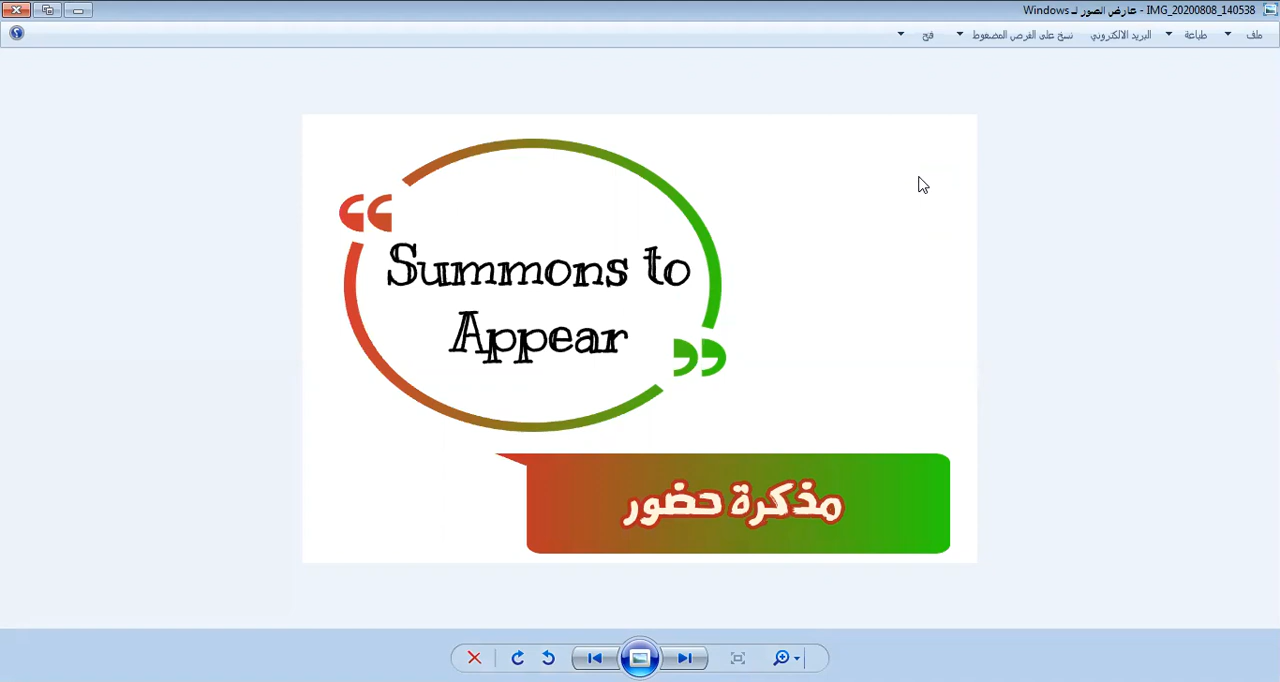 IMG_20200808_140538 - عارض الصور لـ Windows
ملف طباعة البريد الالكتروني نسخ على القرص المضغوط فتح
“Summons to
Appear”
مذكرة حضور